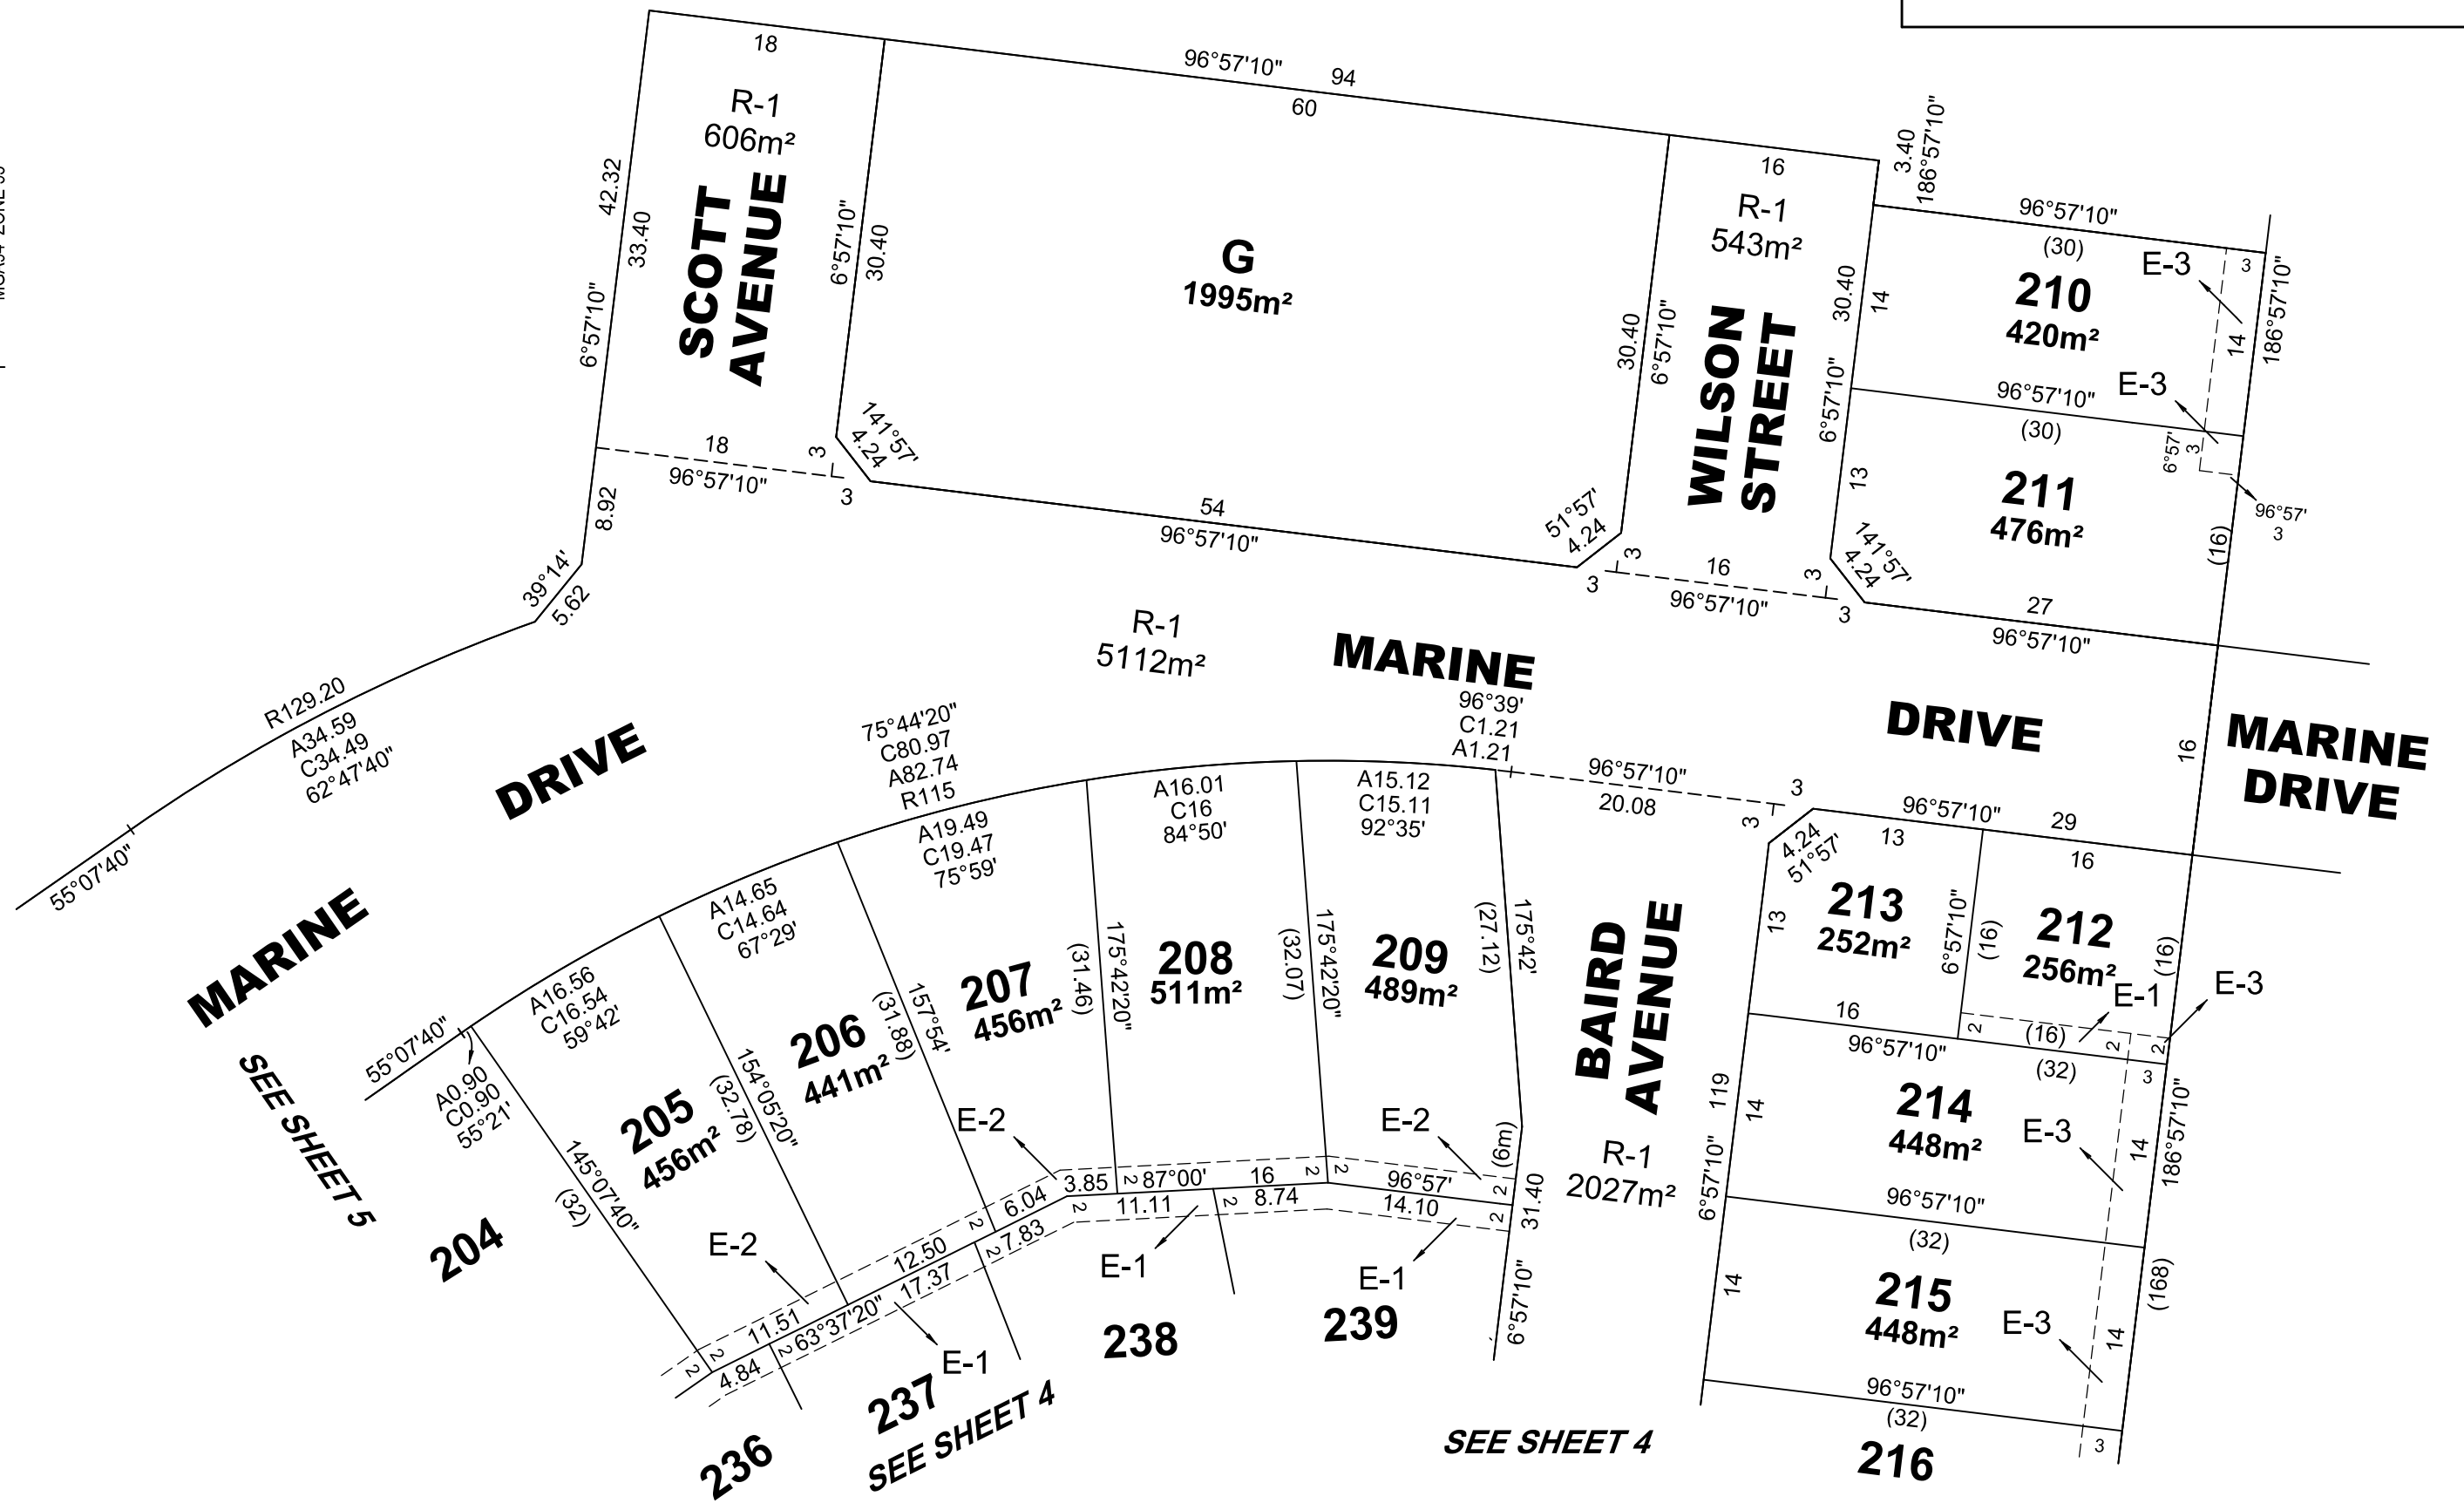 18
96°57'10"
94
60
R-1
606m²
SCOTT
AVENUE
42.32
33.40
6°57'10"
6°57'10"
30.40
G
1995m²
16
R-1
543m²
WILSON
STREET
30.40
6°57'10"
30.40
6°57'10"
3.40
186°57'10"
96°57'10"
(30)
E-3
3
210
420m²
14
14
186°57'10"
E-3
96°57'10"
(30)
6°57'
3
211
476m²
13
96°57'
3
(16)
141°57'
4.24
27
96°57'10"
18
96°57'10"
3
3
141°57'
4.24
8.92
39°14'
5.62
54
96°57'10"
51°57'
4.24
3
3
16
96°57'10"
3
3
R129.20
A34.59
C34.49
62°47'40"
55°07'40"
R-1
5112m²
MARINE
DRIVE
MARINE
DRIVE
16
DRIVE
MARINE
75°44'20"
C80.97
A82.74
R115
96°39'
C1.21
A1.21
96°57'10"
20.08
3
3
4.24
51°57'
96°57'10"
29
13
16
213
252m²
13
6°57'10"
(16)
212
256m²
(16)
E-1
E-3
16
96°57'10"
2
(16)
2
2
(32)
3
A16.56
C16.54
59°42'
A14.65
C14.64
67°29'
A19.49
C19.47
75°59'
A16.01
C16
84°50'
A15.12
C15.11
92°35'
55°07'40"
A0.90
C0.90
55°21'
SEE SHEET 5
204
145°07'40"
(32)
205
456m²
154°05'20"
(32.78)
206
441m²
157°54'
(31.88)
207
456m²
(31.46)
175°42'20"
208
511m²
(32.07)
175°42'20"
209
489m²
(27.12)
175°42'
BAIRD
AVENUE
R-1
2027m²
119
6°57'10"
14
214
448m²
E-3
14
186°57'10"
96°57'10"
(32)
14
215
448m²
E-3
14
(168)
96°57'10"
(32)
3
216
E-2
E-2
E-2
(6m)
31.40
6°57'10"
2
2
11.51
12.50
2
6.04
3.85
2
87°00'
16
2
2
96°57'
2
4.84
2
63°37'20"
17.37
2
7.83
2
11.11
2
8.74
14.10
2
E-1
E-1
E-1
236
237
238
239
SEE SHEET 4
SEE SHEET 4